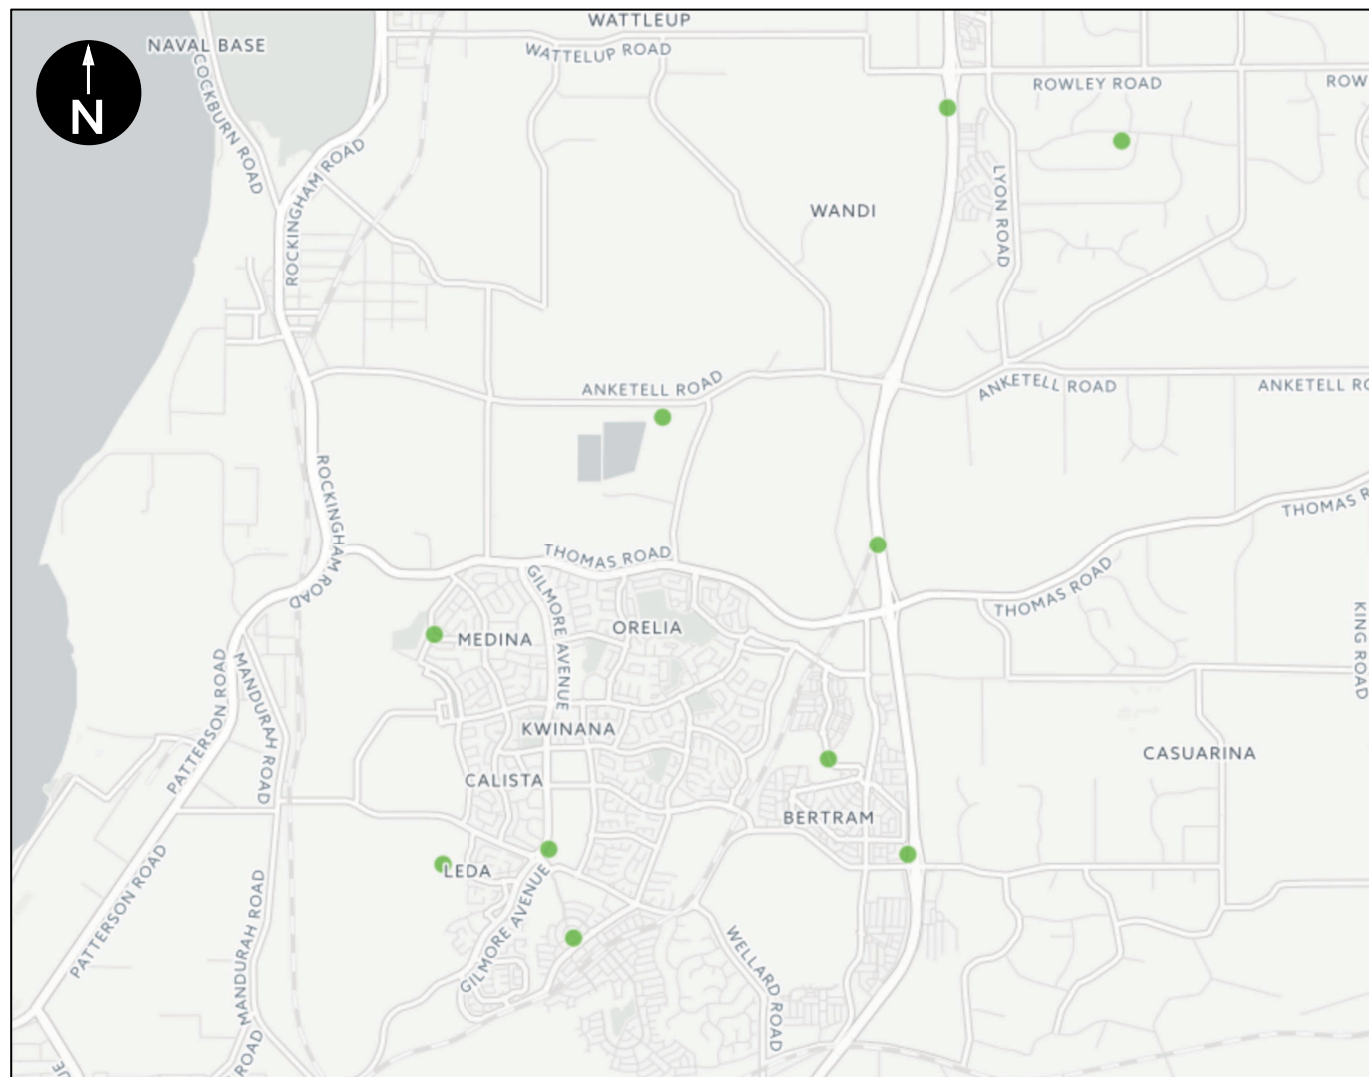 WATTLEUP
NAVAL BASE
WATTELUP ROAD
COCKBURN ROAD
ROWLEY ROAD
ROW
N
ROCKINGHAM ROAD
LYON ROAD
WANDI
ANKETELL ROAD
ANKETELL ROAD
ANKETELL RO
ROCKINGHAM ROAD
THOMAS R
THOMAS ROAD
GILMORE AVENUE
THOMAS ROAD
KING ROAD
MEDINA
ORELIA
PATTERSON ROAD
MANDURAH ROAD
KWINANA
CASUARINA
CALISTA
BERTRAM
LEDA
PATTERSON ROAD
MANDURAH ROAD
GILMORE AVENUE
WELLARD ROAD
ROAD
UE